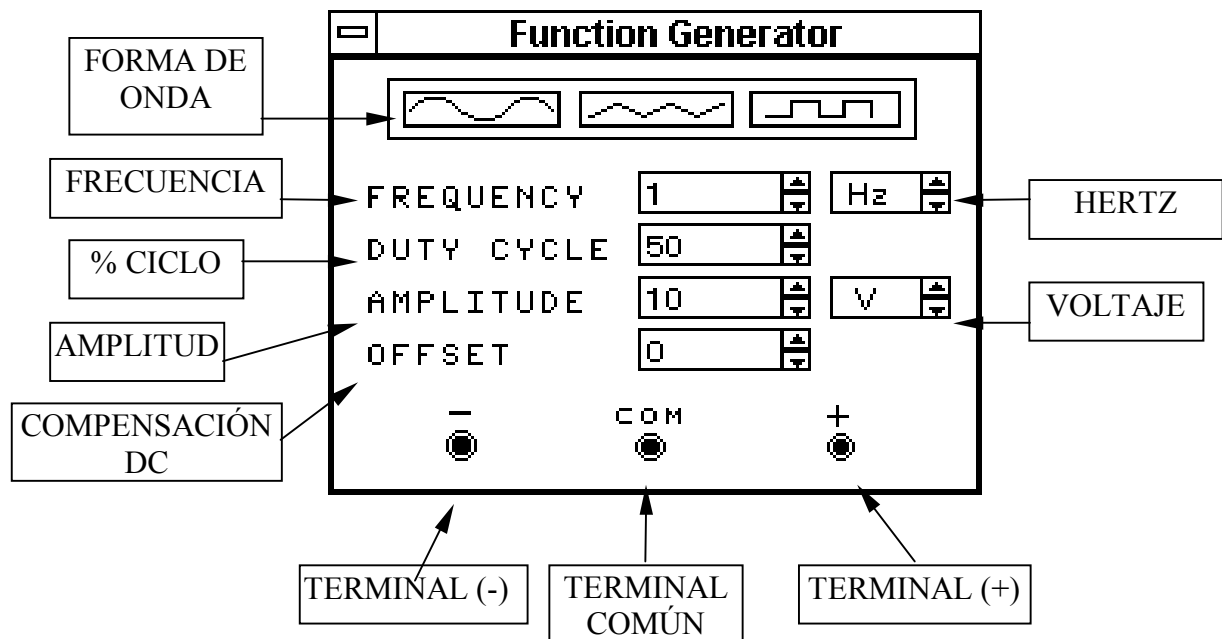 Function Generator
FORMA DE
ONDA
FRECUENCIA
FREQUENCY 1 Hz
HERTZ
% CICLO
DUTY CYCLE 50
AMPLITUD
AMPLITUDE 10 V
VOLTAJE
OFFSET 0
COMPENSACIÓN
DC
- COM +
TERMINAL (-)
TERMINAL
COMÚN
TERMINAL (+)